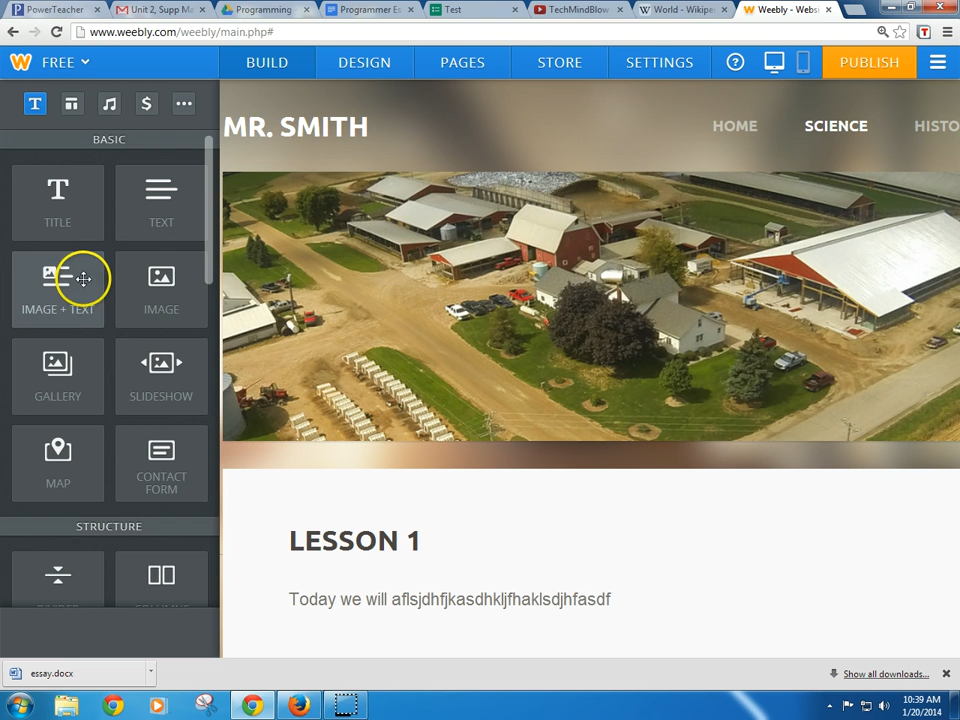 PowerTeacher
Unit 2, Supp Ma
Programming
Programmer Es
Test
TechMindBlow
World - Wikipe
Weebly - Websi
www.weebly.com/weebly/main.php#
FREE
BUILD
DESIGN
PAGES
STORE
SETTINGS
?
PUBLISH
T
$
BASIC
MR. SMITH
HOME
SCIENCE
HISTO
T
TITLE
TEXT
IMAGE + TEXT
IMAGE
GALLERY
SLIDESHOW
MAP
CONTACT
FORM
STRUCTURE
LESSON 1
Today we will aflsjdhfjkasdhkljfhaklsdjhfasdf
essay.docx
Show all downloads...
10:39 AM
1/20/2014